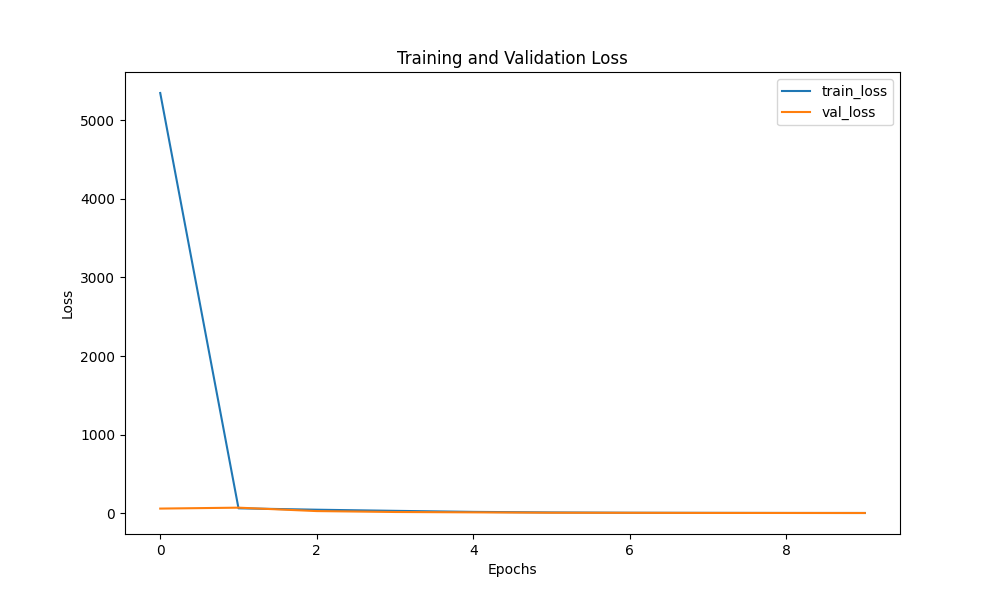 Training and Validation Loss
train_loss
val_loss
Loss
5000
4000
3000
2000
1000
0
0 2 4 6 8
Epochs